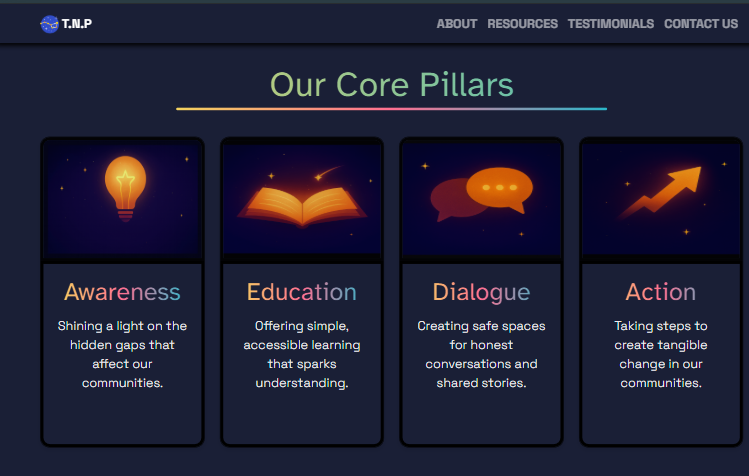 T.N.P
ABOUT RESOURCES TESTIMONIALS CONTACT US
Our Core Pillars
Awareness
Shining a light on the
hidden gaps that
affect our
communities.
Education
Offering simple,
accessible learning
that sparks
understanding.
Dialogue
Creating safe spaces
for honest
conversations and
shared stories.
Action
Taking steps to
create tangible
change in our
communities.